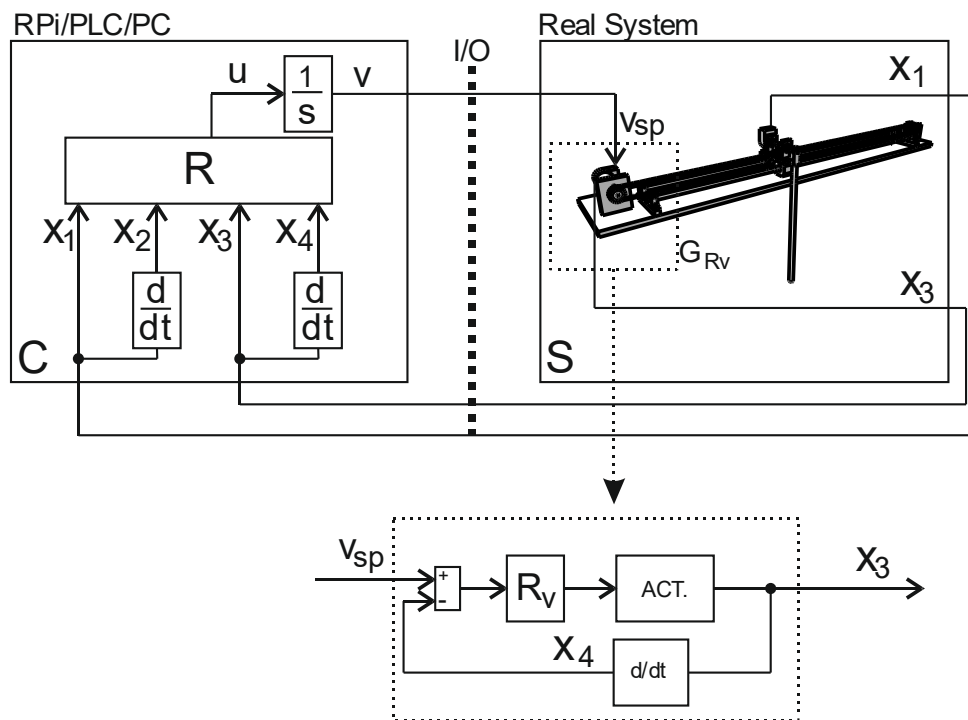 RPi/PLC/PC
Real System
I/O
u
1
s
v
x1
R
vsp
x1 x2 x3 x4
GRv
x3
d
dt
d
dt
C
S
vsp
+
-
Rv
ACT.
x3
x4
d/dt